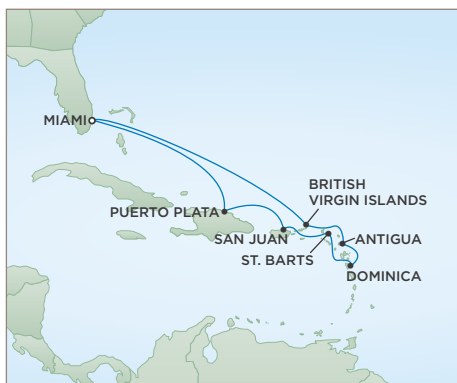 MIAMI
BRITISH
VIRGIN ISLANDS
PUERTO PLATA
SAN JUAN
ANTIGUA
ST. BARTS
DOMINICA